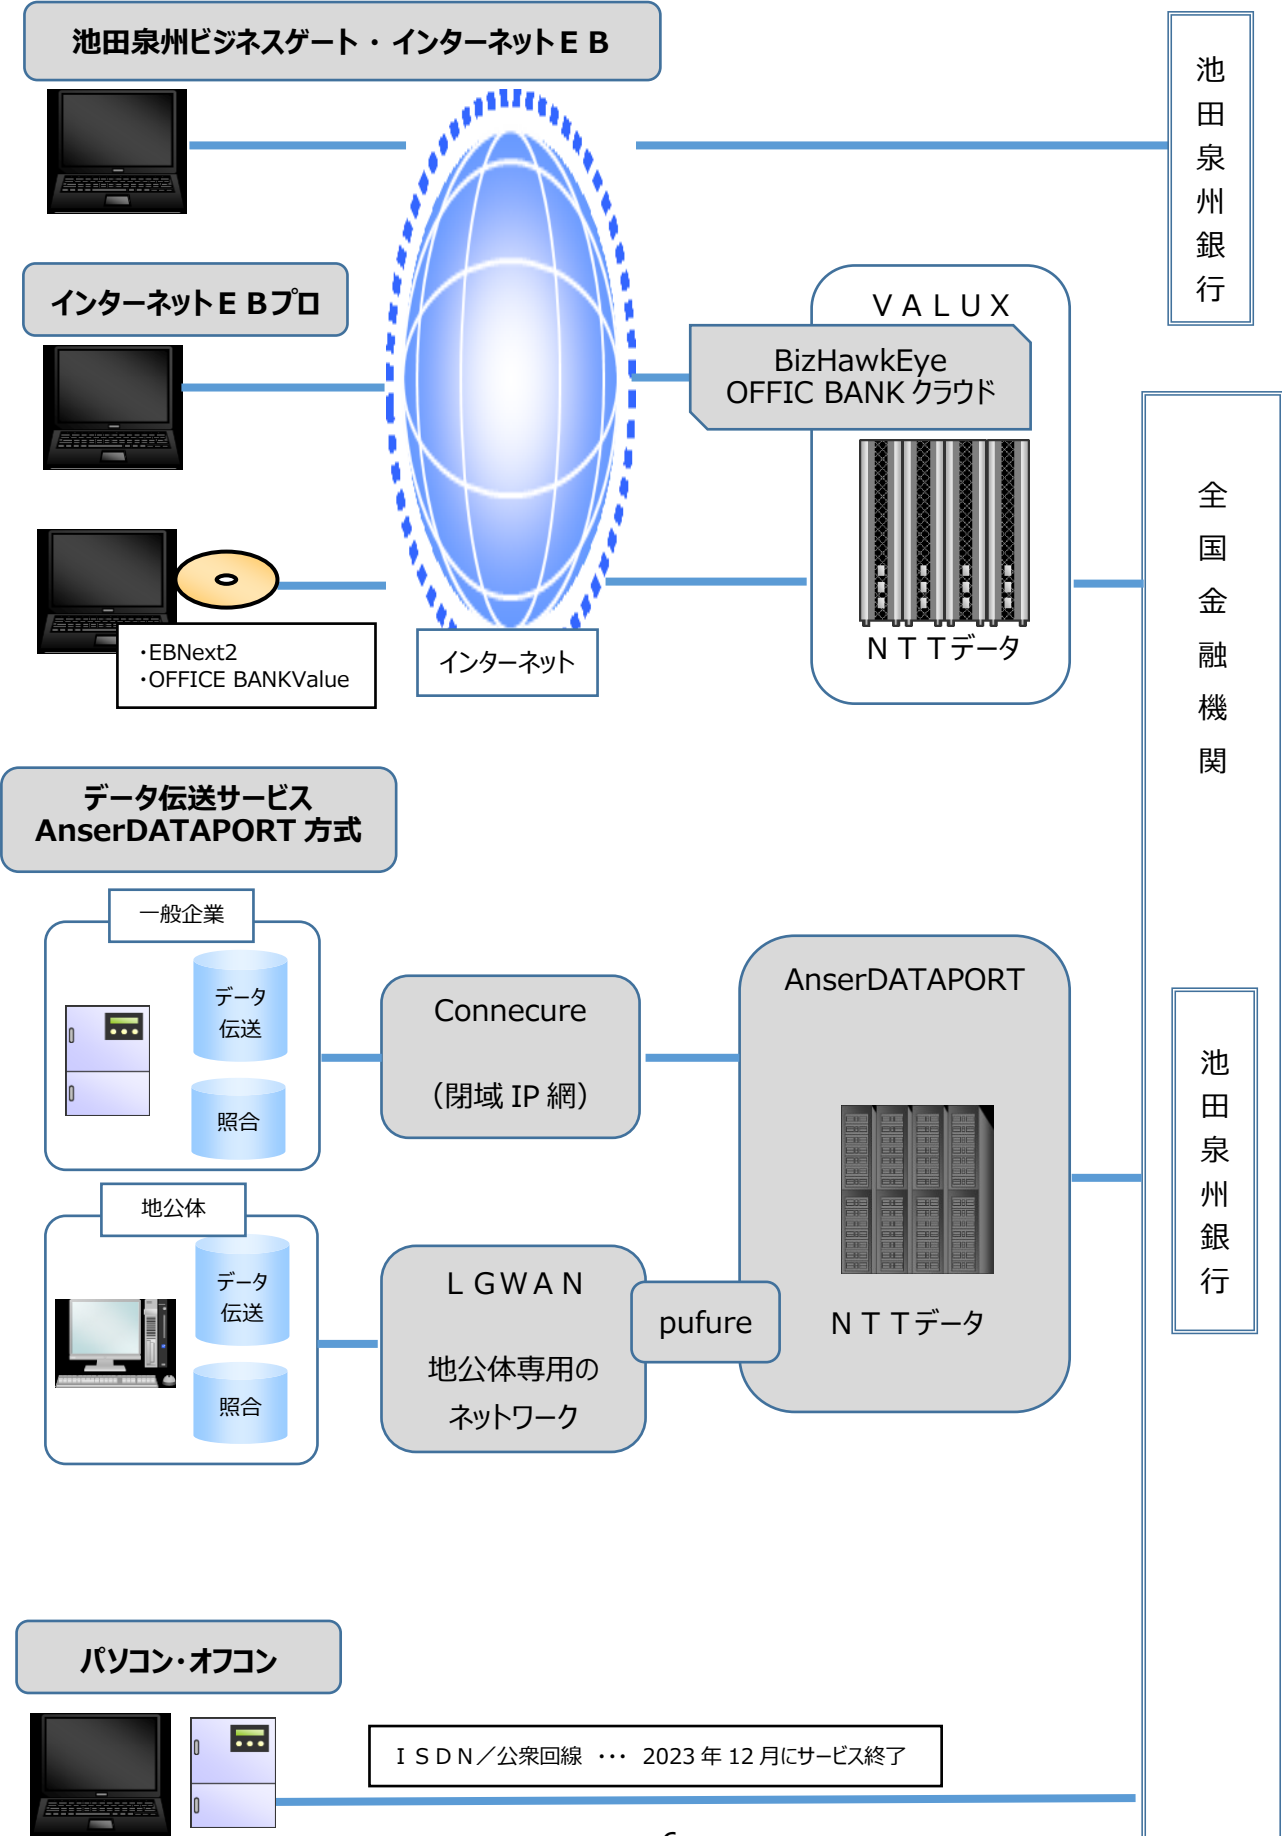 池田泉州ビジネスゲート・インターネットＥＢ
池田泉州銀行
インターネットＥＢプロ
ＶＡＬＵＸ
BizHawkEye
OFFIC BANK クラウド
ＮＴＴデータ
・EBNext2
・OFFICE BANKValue
インターネット
全国金融機関
データ伝送サービス
AnserDATAPORT 方式
一般企業
データ
伝送
照合
Connecure
（閉域 IP 網）
AnserDATAPORT
ＮＴＴデータ
池田泉州銀行
地公体
データ
伝送
照合
ＬＧＷＡＮ
地公体専用の
ネットワーク
pufure
パソコン・オフコン
ＩＳＤＮ／公衆回線 ・・・ 2023 年 12 月にサービス終了